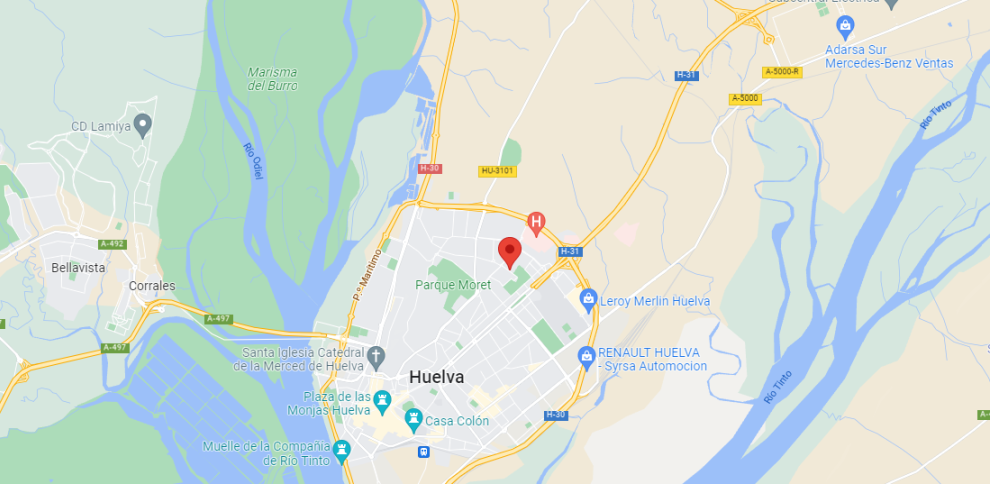 Subcentral Eléctrica
Adarsa Sur
Mercedes-Benz Ventas
Marisma
del Burro
H-31
A-5000-R
A-5000
Río Tinto
CD Lamiya
Río Odiel
H-30
HU-3101
H
A-492
P.º Marítimo
H-31
Bellavista
Corrales
Parque Moret
Leroy Merlin Huelva
A-497
A-497
Santa Iglesia Catedral
de la Merced de Huelva
RENAULT HUELVA
- Syrsa Automocion
Huelva
Río Tinto
Plaza de las
Monjas Huelva
Casa Colón
H-30
Muelle de la Compañía
de Río Tinto